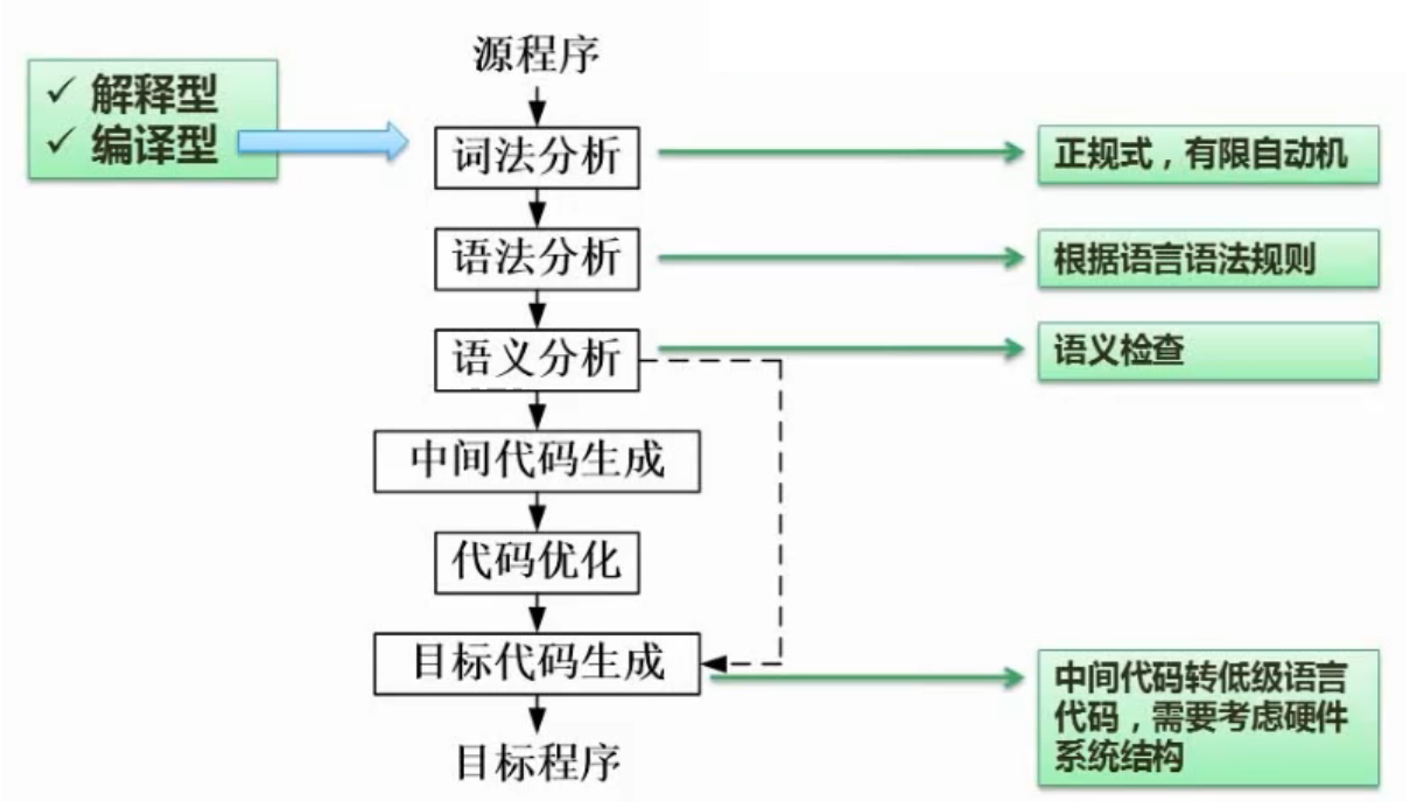 源程序
✓ 解释型
✓ 编译型
词法分析
正规式，有限自动机
语法分析
根据语言语法规则
语义分析
语义检查
中间代码生成
代码优化
目标代码生成
中间代码转低级语言
代码，需要考虑硬件
系统结构
目标程序